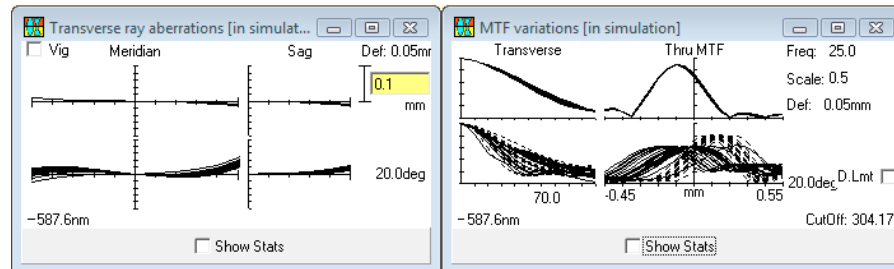 Transverse ray aberrations [in simulat...
Vig Meridian Sag Def: 0.05mr
0.1
mm
20.0deg
-587.6nm
Show Stats
MTF variations [in simulation]
Transverse Thru MTF Freq: 25.0
Scale: 0.5
Def: 0.05mm
20.0deg D.Lmt
70.0 -0.45 mm 0.55
-587.6nm CutOff: 304.17
Show Stats